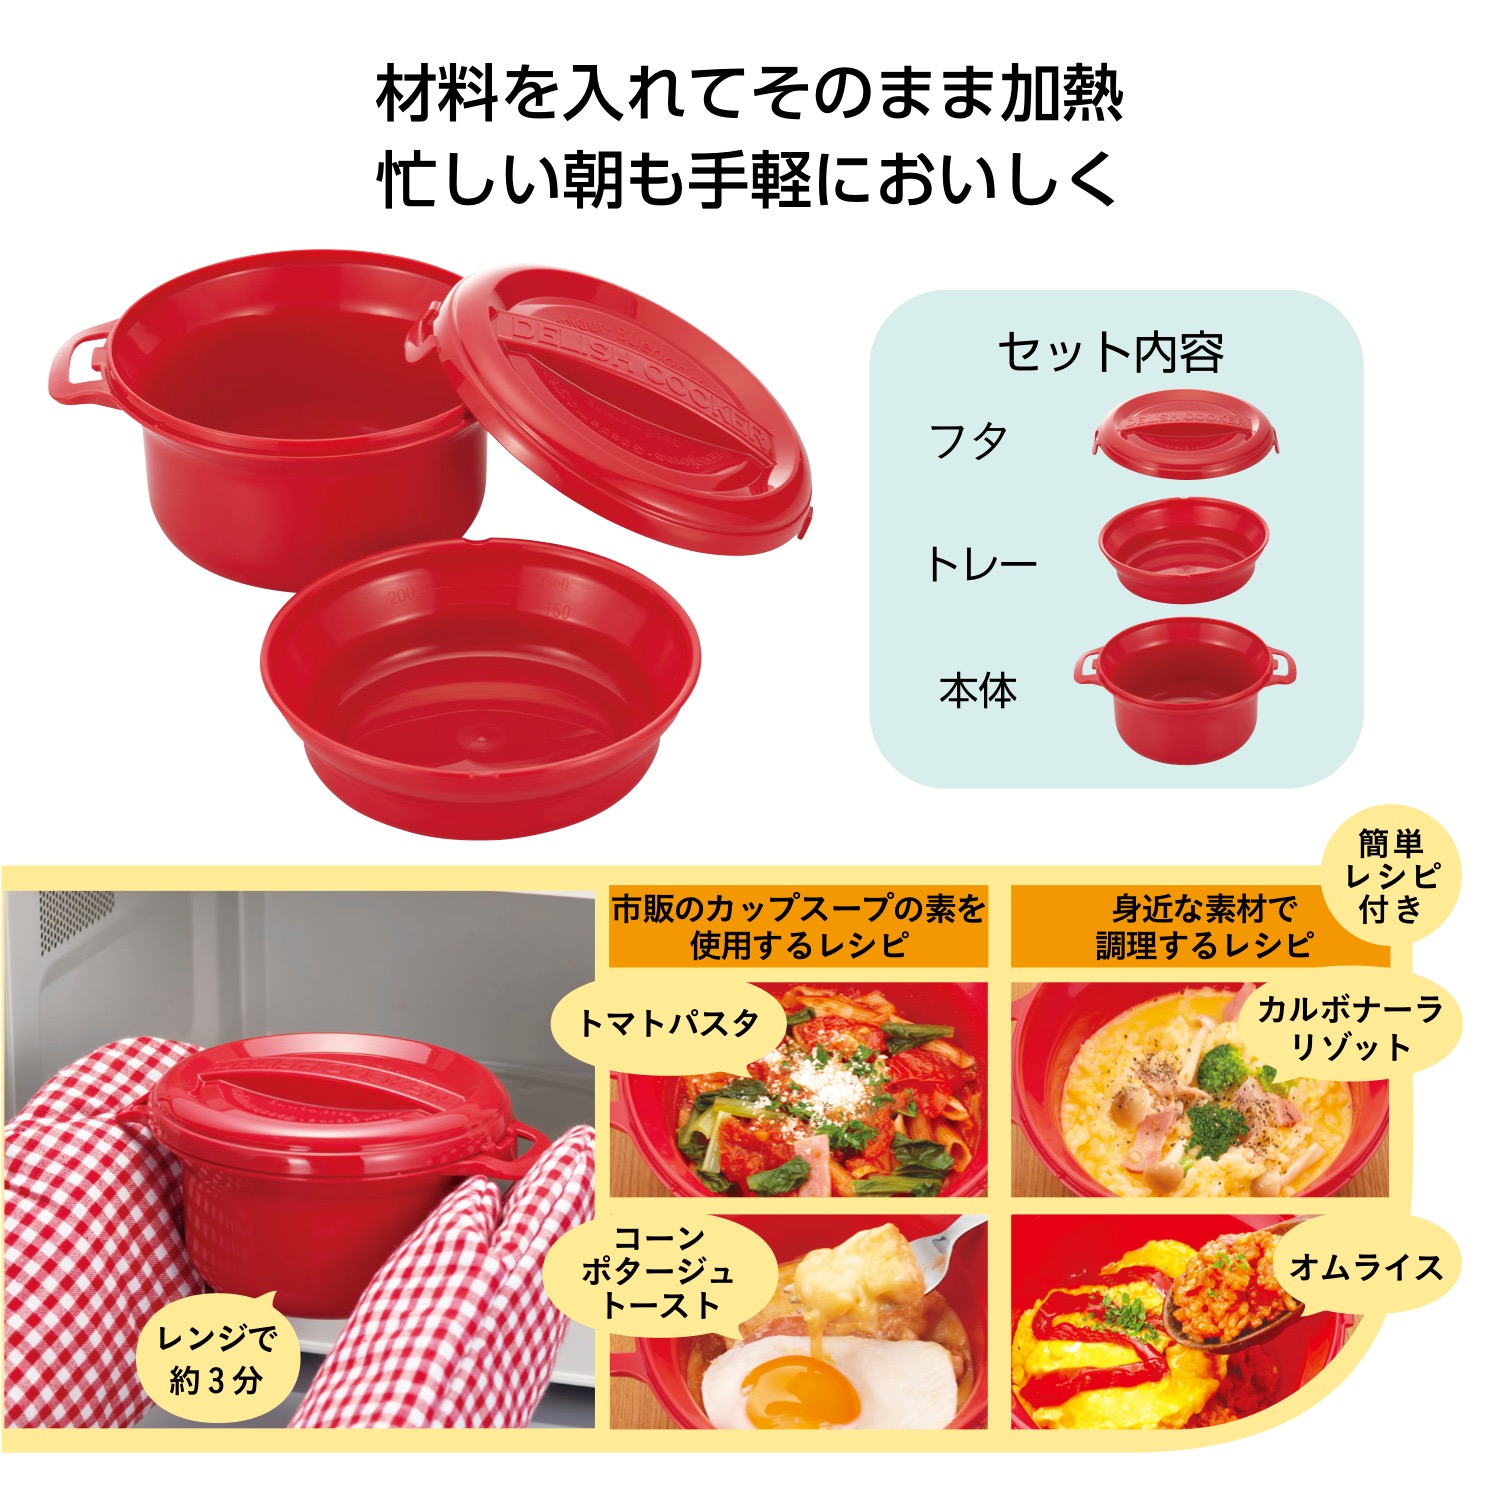 材料を入れてそのまま加熱
忙しい朝も手軽においしく
DELISH COOKER
200
150
セット内容
フタ
DELISH COOKER
トレー
本体
簡単
レシピ
付き
市販のカップスープの素を
使用するレシピ
身近な素材で
調理するレシピ
トマトパスタ
カルボナーラ
リゾット
コーン
ポタージュ
トースト
オムライス
レンジで
約3分